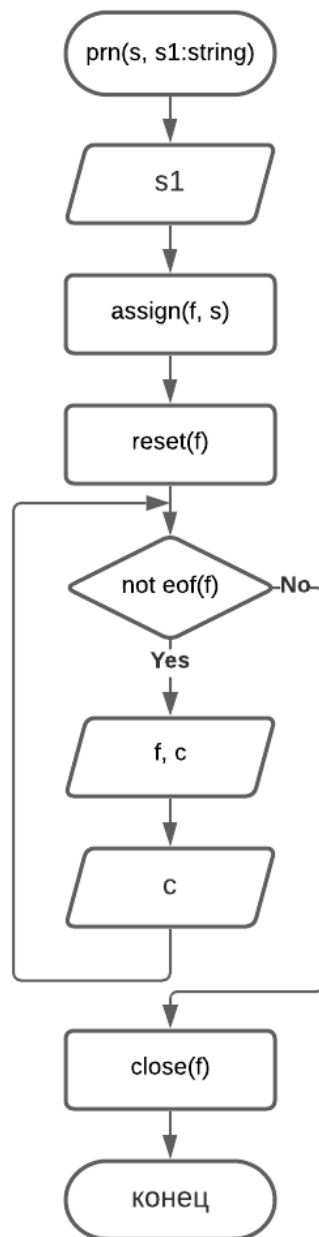 prn(s, s1:string)
s1
assign(f, s)
reset(f)
not eof(f)
No
Yes
f, c
c
close(f)
конец